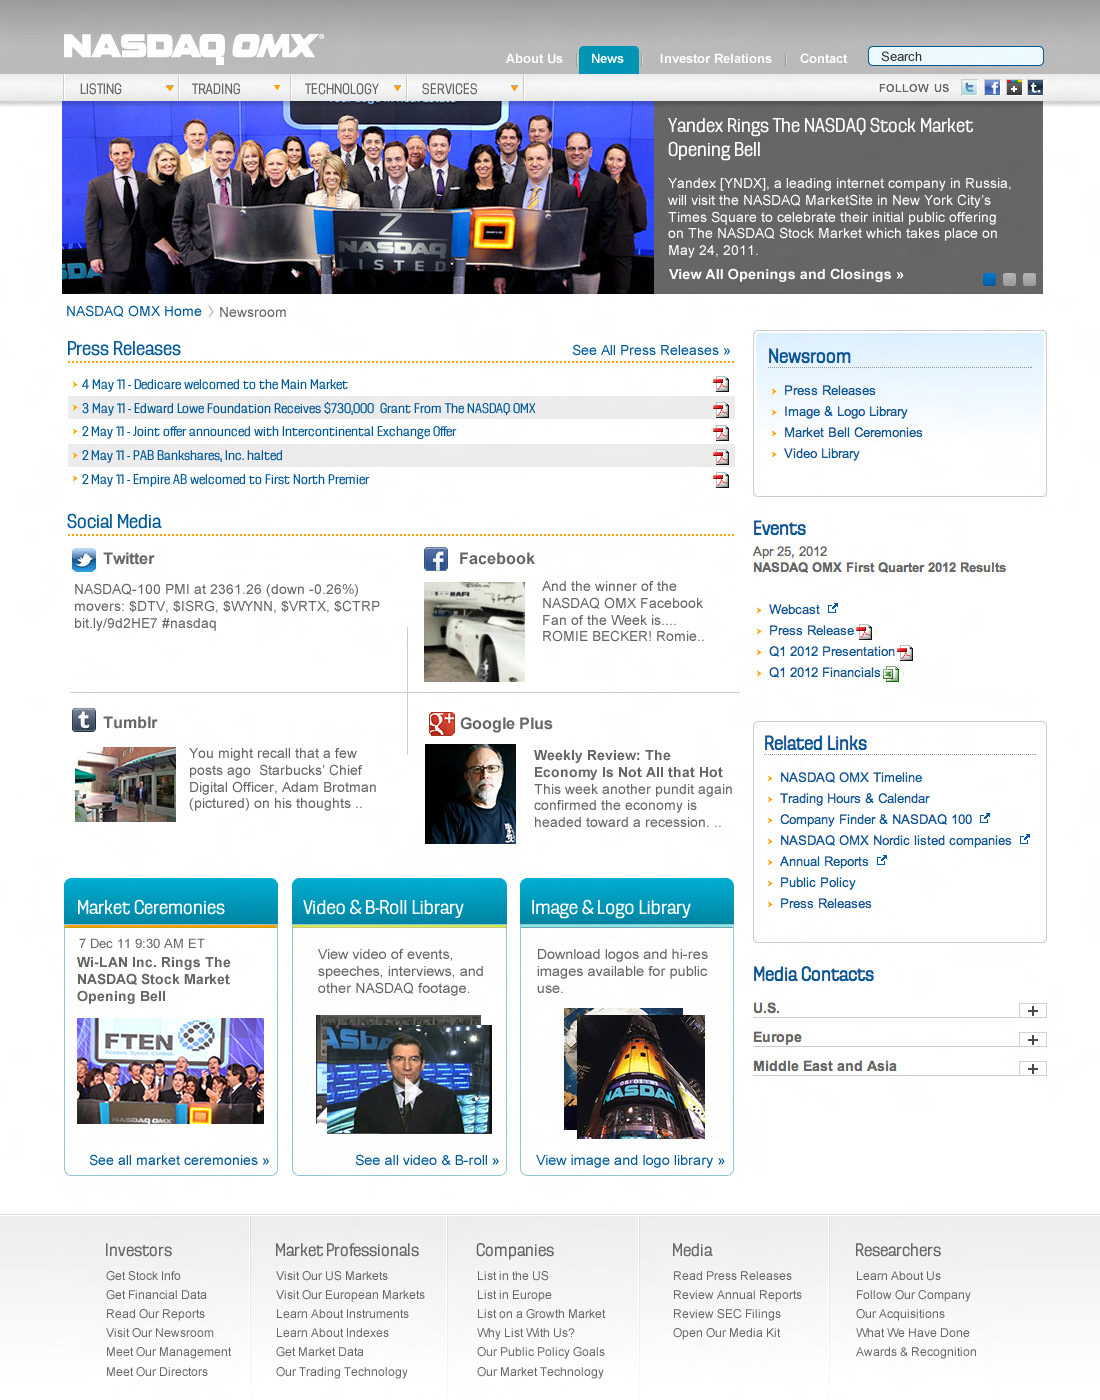 NASDAQ OMX®
About Us
News
Investor Relations
Contact
Search
LISTING
TRADING
TECHNOLOGY
SERVICES
FOLLOW US
Yandex Rings The NASDAQ Stock Market
Opening Bell
Yandex [YNDX], a leading internet company in Russia,
will visit the NASDAQ MarketSite in New York City's
Times Square to celebrate their initial public offering
on The NASDAQ Stock Market which takes place on
May 24, 2011.
View All Openings and Closings »
NASDAQ
LISTED
NASDAQ OMX Home > Newsroom
Press Releases
See All Press Releases »
4 May 11 - Dedicare welcomed to the Main Market
3 May 11 - Edward Lowe Foundation Receives $730,000 Grant From The NASDAQ OMX
2 May 11 - Joint offer announced with Intercontinental Exchange Offer
2 May 11 - PAB Bankshares, Inc. halted
2 May 11 - Empire AB welcomed to First North Premier
Social Media
Twitter
NASDAQ-100 PMI at 2361.26 (down -0.26%)
movers: $DTV, $ISRG, $WYNN, $VRTX, $CTRP
bit.ly/9d2HE7 #nasdaq
Facebook
And the winner of the
NASDAQ OMX Facebook
Fan of the Week is....
ROMIE BECKER! Romie..
Tumblr
You might recall that a few
posts ago Starbucks' Chief
Digital Officer, Adam Brotman
(pictured) on his thoughts ..
Google Plus
Weekly Review: The
Economy Is Not All that Hot
This week another pundit again
confirmed the economy is
headed toward a recession. ..
Market Ceremonies
7 Dec 11 9:30 AM ET
Wi-LAN Inc. Rings The
NASDAQ Stock Market
Opening Bell
FTEN
NASDAQ OMX
See all market ceremonies »
Video & B-Roll Library
View video of events,
speeches, interviews, and
other NASDAQ footage.
See all video & B-roll »
Image & Logo Library
Download logos and hi-res
images available for public
use.
NASDAQ
View image and logo library »
Newsroom
Press Releases
Image & Logo Library
Market Bell Ceremonies
Video Library
Events
Apr 25, 2012
NASDAQ OMX First Quarter 2012 Results
Webcast
Press Release
Q1 2012 Presentation
Q1 2012 Financials
Related Links
NASDAQ OMX Timeline
Trading Hours & Calendar
Company Finder & NASDAQ 100
NASDAQ OMX Nordic listed companies
Annual Reports
Public Policy
Press Releases
Media Contacts
U.S.
Europe
Middle East and Asia
Investors
Get Stock Info
Get Financial Data
Read Our Reports
Visit Our Newsroom
Meet Our Management
Meet Our Directors
Market Professionals
Visit Our US Markets
Visit Our European Markets
Learn About Instruments
Learn About Indexes
Get Market Data
Our Trading Technology
Companies
List in the US
List in Europe
List on a Growth Market
Why List With Us?
Our Public Policy Goals
Our Market Technology
Media
Read Press Releases
Review Annual Reports
Review SEC Filings
Open Our Media Kit
Researchers
Learn About Us
Follow Our Company
Our Acquisitions
What We Have Done
Awards & Recognition